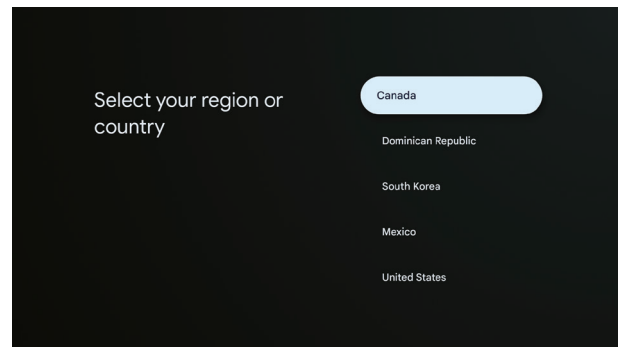 Select your region or
country
Canada
Dominican Republic
South Korea
Mexico
United States